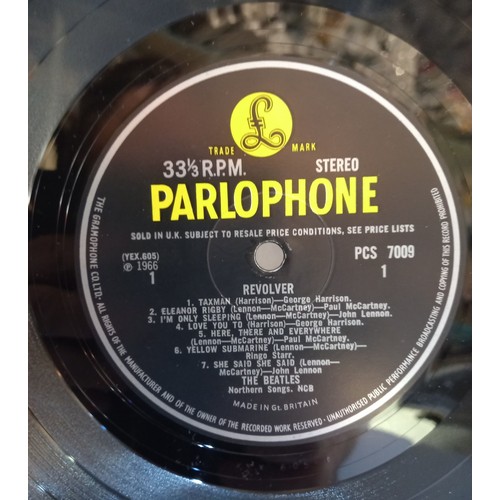 £
TRADE MARK
33⅓ R.P.M. STEREO
PARLOPHONE
SOLD IN U.K. SUBJECT TO RESALE PRICE CONDITIONS, SEE PRICE LISTS
(YEX.605) PCS 7009
℗ 1966
1 1
REVOLVER
1. TAXMAN (Harrison)—George Harrison.
2. ELEANOR RIGBY (Lennon—McCartney)—Paul McCartney.
3. I'M ONLY SLEEPING (Lennon—McCartney)—John Lennon.
4. LOVE YOU TO (Harrison)—George Harrison.
5. HERE, THERE AND EVERYWHERE
(Lennon—McCartney)—Paul McCartney.
6. YELLOW SUBMARINE (Lennon—McCartney)—
Ringo Starr.
7. SHE SAID SHE SAID (Lennon—
McCartney)—John Lennon
THE BEATLES
Northern Songs. NCB
MADE IN Gt. BRITAIN
THE GRAMOPHONE CO. LTD. • ALL RIGHTS OF THE MANUFACTURER AND OF THE OWNER OF THE RECORDED WORK RESERVED—UNAUTHORISED PUBLIC PERFORMANCE BROADCASTING AND COPYING OF THIS RECORD PROHIBITED